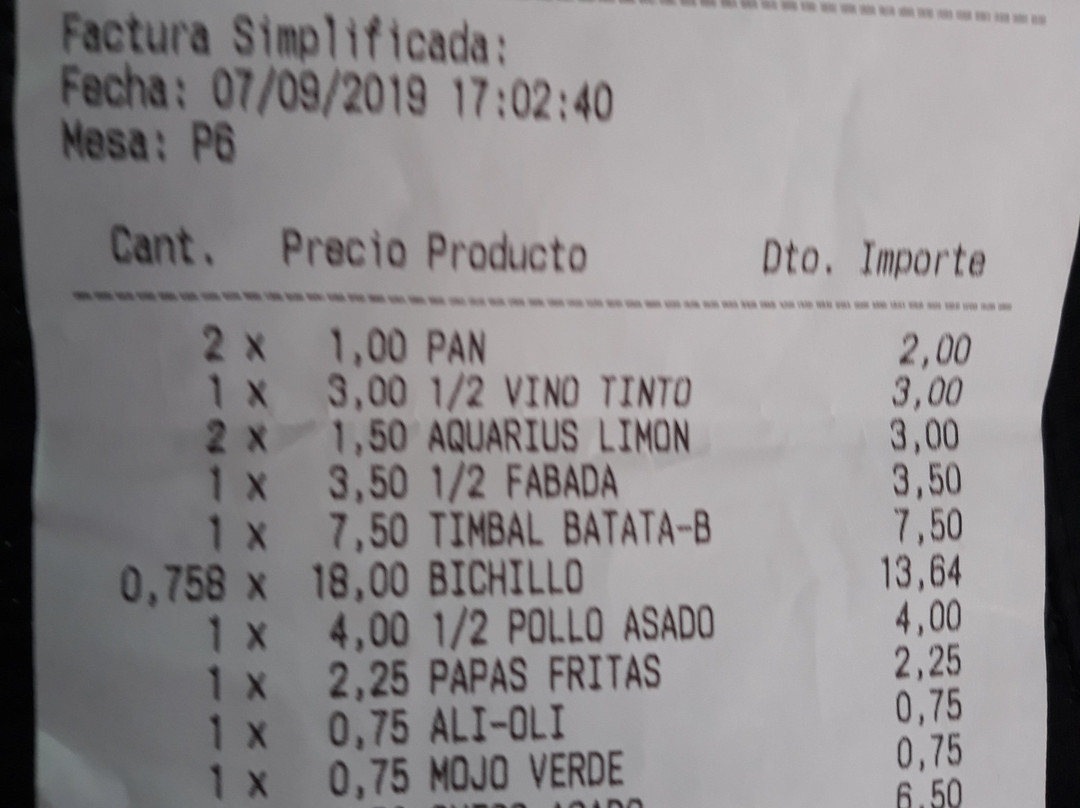 Factura Simplificada:
Fecha: 07/09/2019 17:02:40
Mesa: P6
Cant. Precio Producto Dto. Importe
2 x 1,00 PAN 2,00
1 x 3,00 1/2 VINO TINTO 3,00
2 x 1,50 AQUARIUS LIMON 3,00
1 x 3,50 1/2 FABADA 3,50
1 x 7,50 TIMBAL BATATA-B 7,50
0,758 x 18,00 BICHILLO 13,64
1 x 4,00 1/2 POLLO ASADO 4,00
1 x 2,25 PAPAS FRITAS 2,25
1 x 0,75 ALI-OLI 0,75
1 x 0,75 MOJO VERDE 0,75
ASADO 6,50